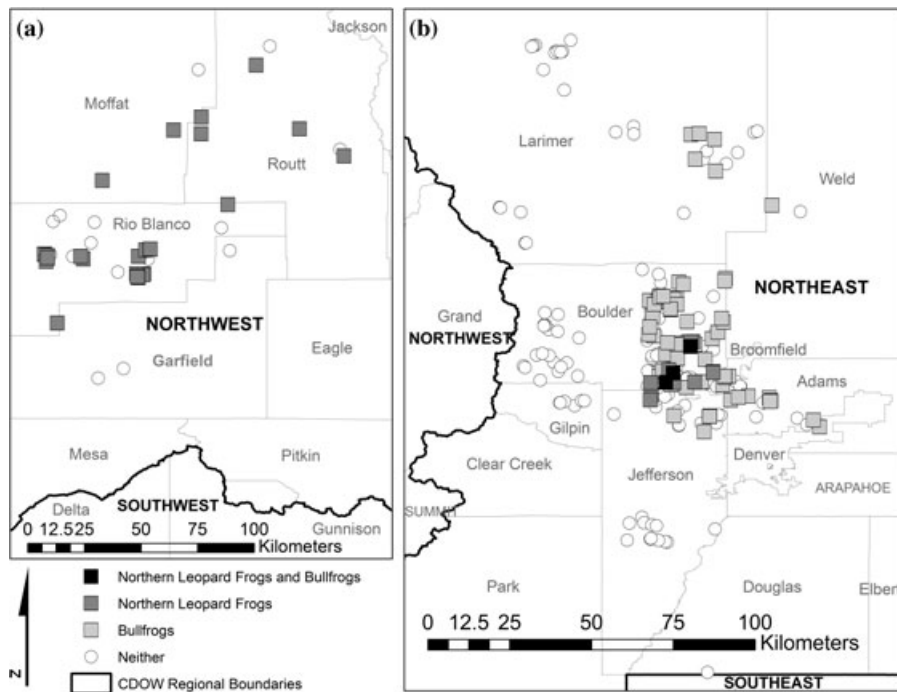 (a)
Jackson
Moffat
Routt
Rio Blanco
NORTHWEST
Garfield
Eagle
Mesa
Pitkin
SOUTHWEST
Delta
Gunnison
0 12.525 50 75 100
Kilometers
Northern Leopard Frogs and Bullfrogs
Northern Leopard Frogs
Bullfrogs
Neither
CDOW Regional Boundaries
N
(b)
Larimer
Weld
NORTHEAST
Grand
NORTHWEST
Boulder
Broomfield
Adams
Gilpin
Clear Creek
Denver
Jefferson
ARAPAHOE
SUMMIT
Park
Douglas
Elber
0 12.5 25 50 75 100
Kilometers
SOUTHEAST